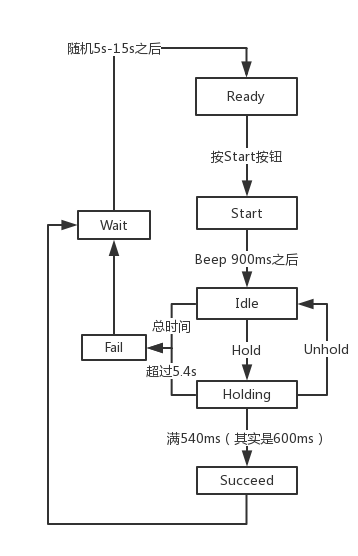 随机5s-15s之后
Ready
按Start按钮
Start
Wait
Beep 900ms之后
Idle
总时间
Fail
Hold
Unhold
超过5.4s
Holding
满540ms（其实是600ms）
Succeed